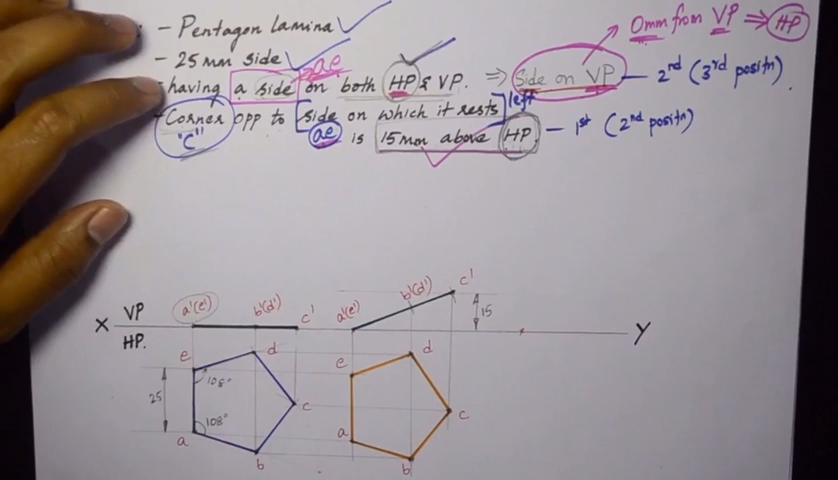 - Pentagon lamina
- 25 mm side
0mm from VP ⇒ HP
ae
- having a side on both HP & VP. ⇒ Side on VP — 2nd (3rd positn)
- Corner opp to side on which it rests left
"c" ae is 15mm above HP — 1st (2nd positn)
X VP Y
HP.
a'(e') b'(d') c'
a'(e') b'(d') c' 15
e d 108° 25 108° a b c
e d a b c